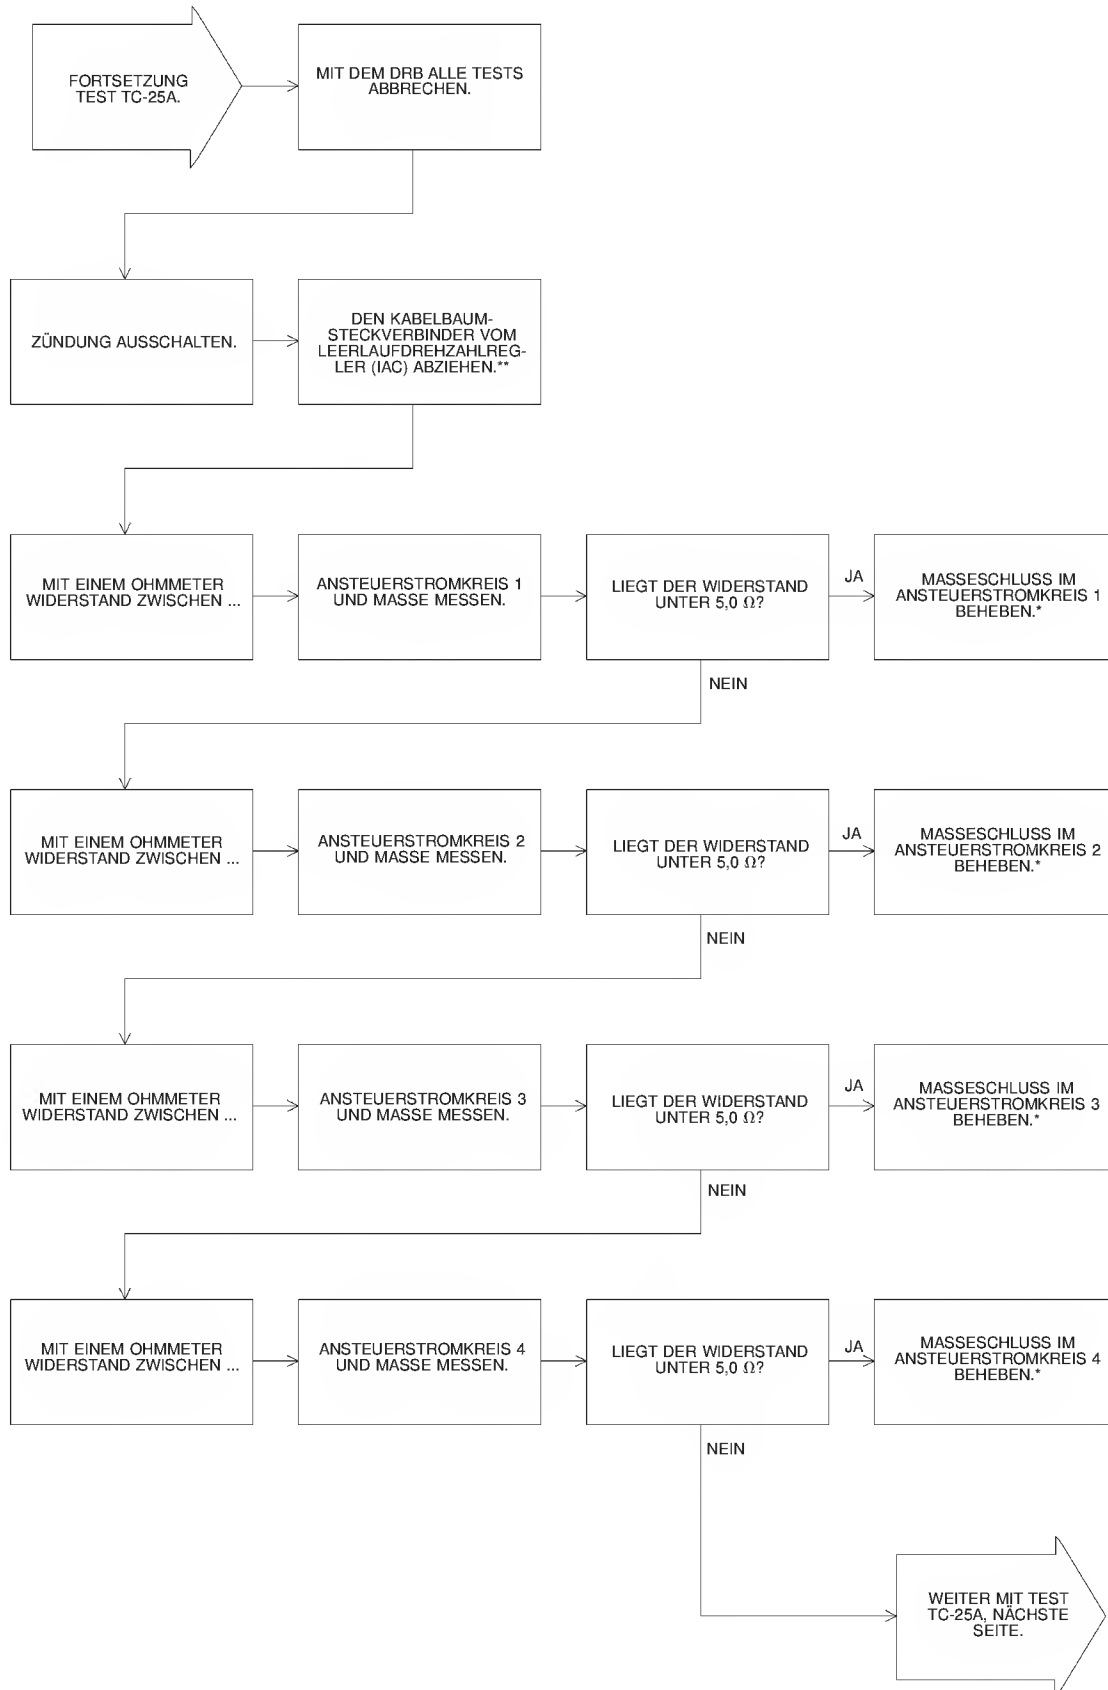 FORTSETZUNG
TEST TC-25A.
MIT DEM DRB ALLE TESTS
ABBRECHEN.
ZÜNDUNG AUSSCHALTEN.
DEN KABELBAUM-
STECKVERBINDER VOM
LEERLAUFDREHZAHLREG-
LER (IAC) ABZIEHEN.**
MIT EINEM OHMMETER
WIDERSTAND ZWISCHEN ...
ANSTEUERSTROMKREIS 1
UND MASSE MESSEN.
LIEGT DER WIDERSTAND
UNTER 5,0 Ω?
JA
MASSESCHLUSS IM
ANSTEUERSTROMKREIS 1
BEHEBEN.*
NEIN
MIT EINEM OHMMETER
WIDERSTAND ZWISCHEN ...
ANSTEUERSTROMKREIS 2
UND MASSE MESSEN.
LIEGT DER WIDERSTAND
UNTER 5,0 Ω?
JA
MASSESCHLUSS IM
ANSTEUERSTROMKREIS 2
BEHEBEN.*
NEIN
MIT EINEM OHMMETER
WIDERSTAND ZWISCHEN ...
ANSTEUERSTROMKREIS 3
UND MASSE MESSEN.
LIEGT DER WIDERSTAND
UNTER 5,0 Ω?
JA
MASSESCHLUSS IM
ANSTEUERSTROMKREIS 3
BEHEBEN.*
NEIN
MIT EINEM OHMMETER
WIDERSTAND ZWISCHEN ...
ANSTEUERSTROMKREIS 4
UND MASSE MESSEN.
LIEGT DER WIDERSTAND
UNTER 5,0 Ω?
JA
MASSESCHLUSS IM
ANSTEUERSTROMKREIS 4
BEHEBEN.*
NEIN
WEITER MIT TEST
TC-25A, NÄCHSTE
SEITE.